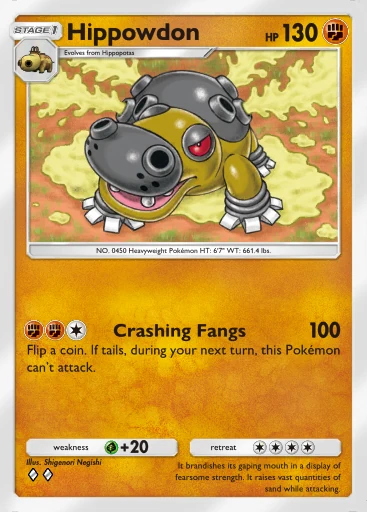 STAGE 1
Hippowdon
HP 130
Evolves from Hippopotas
NO. 0450 Heavyweight Pokémon HT: 6'7" WT: 661.4 lbs.
Crashing Fangs 100
Flip a coin. If tails, during your next turn, this Pokémon
can't attack.
weakness +20
retreat
Illus. Shigenori Negishi
It brandishes its gaping mouth in a display of
fearsome strength. It raises vast quantities of
sand while attacking.